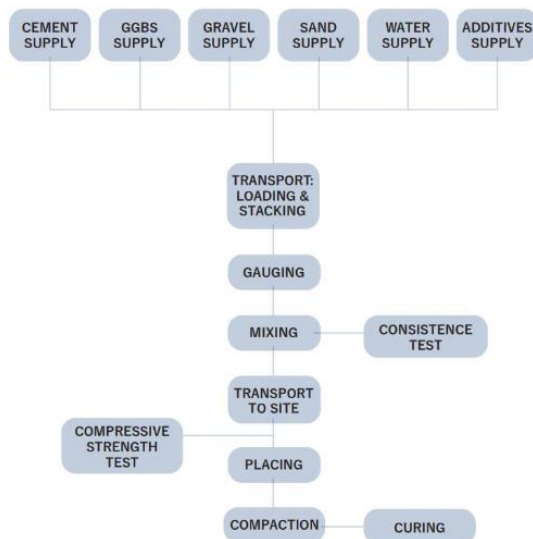 CEMENT
SUPPLY
GGBS
SUPPLY
GRAVEL
SUPPLY
SAND
SUPPLY
WATER
SUPPLY
ADDITIVES
SUPPLY
TRANSPORT:
LOADING &
STACKING
GAUGING
MIXING
CONSISTENCE
TEST
TRANSPORT
TO SITE
COMPRESSIVE
STRENGTH
TEST
PLACING
COMPACTION
CURING